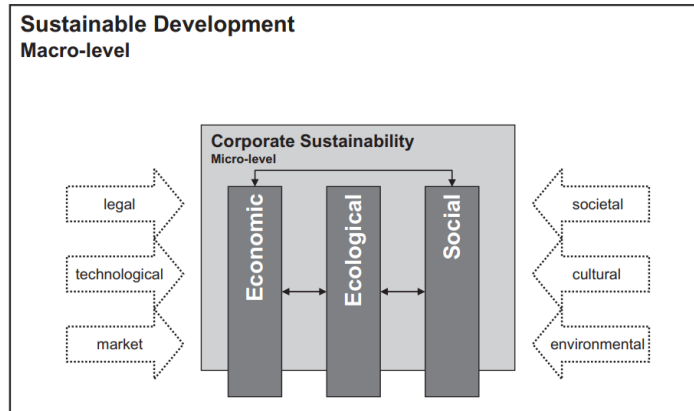 Sustainable Development
Macro-level
Corporate Sustainability
Micro-level
legal
technological
market
Economic
Ecological
Social
societal
cultural
environmental